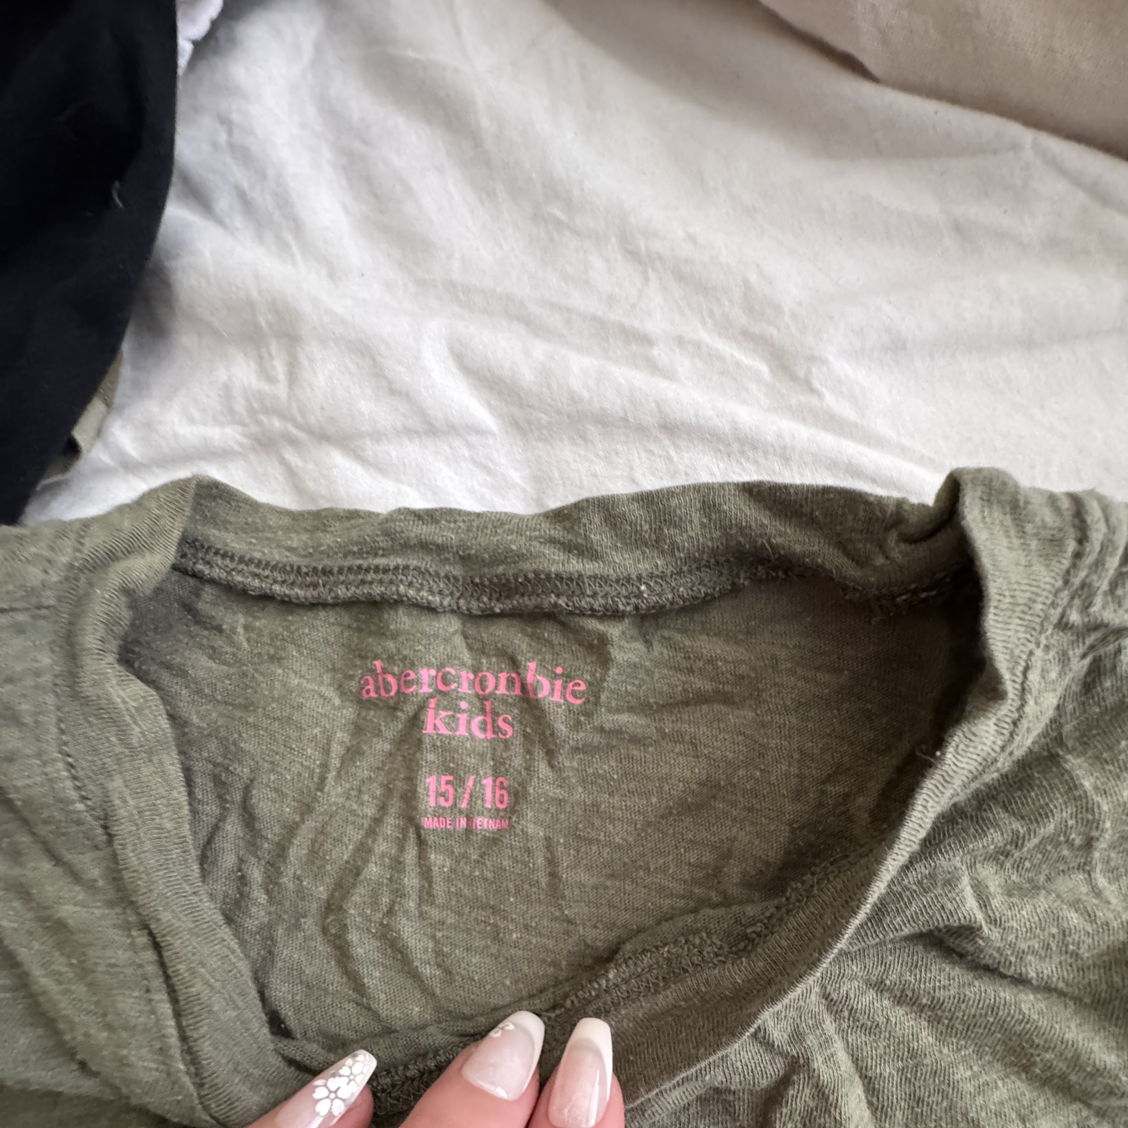 abercrombie
kids
15/16
MADE IN VIETNAM